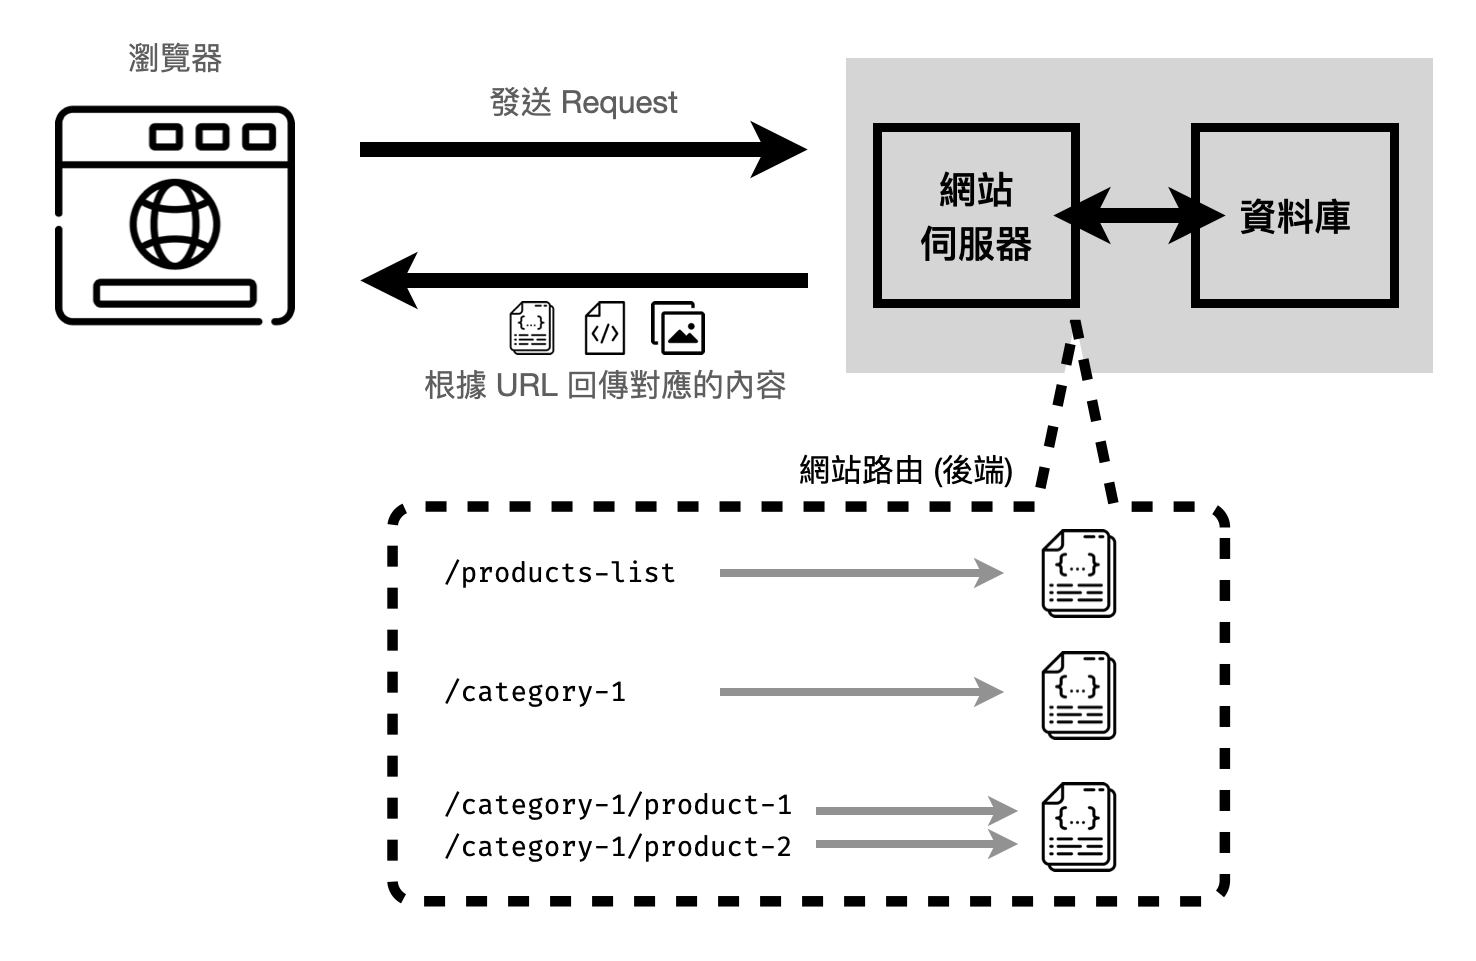 瀏覽器
發送 Request
網站
伺服器
資料庫
{...}
</>
根據 URL 回傳對應的內容
網站路由 (後端)
/products-list
{...}
/category-1
{...}
/category-1/product-1
/category-1/product-2
{...}